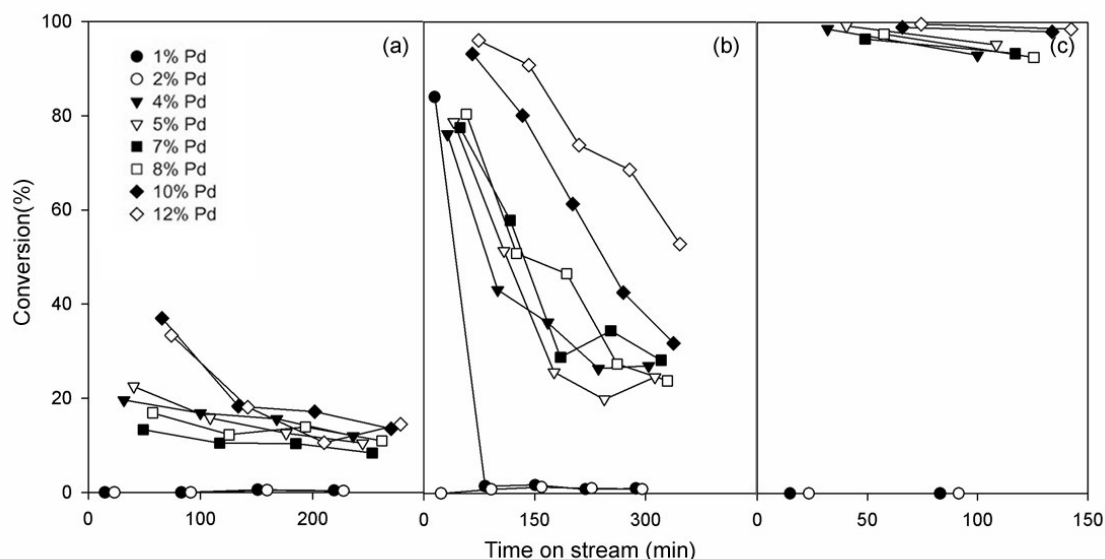 100
80
60
40
20
0
Conversion(%)
(a)
(b)
(c)
1% Pd
2% Pd
4% Pd
5% Pd
7% Pd
8% Pd
10% Pd
12% Pd
0 100 200 0 150 300 0 50 100 150
Time on stream (min)